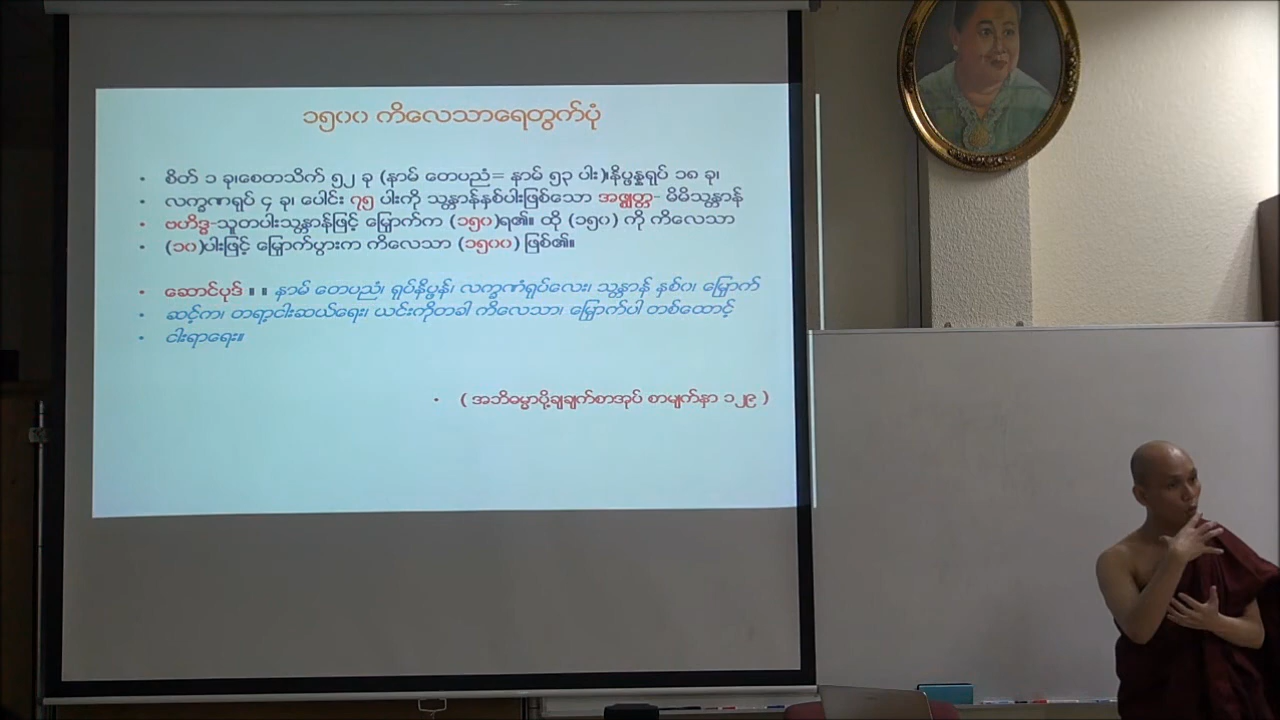 ၁၅၀၀ ကိလေသာရေတွက်ပုံ
• စိတ် ၁ ခု၊စေတသိက် ၅၂ ခု (နာမ် တေပညံ= နာမ် ၅၃ ပါး)၊နိပ္ဖန္နရုပ် ၁၈ ခု၊
• လက္ခဏရုပ် ၄ ခု၊ ပေါင်း ၇၅ ပါးကို သန္တာန်နှစ်ပါးဖြစ်သော အဇ္ဈတ္တ- မိမိသန္တာန်
• ဗဟိဒ္ဓ-သူတပါးသန္တာန်ဖြင့် မြှောက်က (၁၅၀)ရ၏။ ထို (၁၅၀) ကို ကိလေသာ
• (၁၀)ပါးဖြင့် မြှောက်ပွားက ကိလေသာ (၁၅၀၀) ဖြစ်၏။
• ဆောင်ပုဒ် ။ ။ နာမ် တေပညံ၊ ရုပ်နိပ္ဖန်၊ လက္ခဏံရုပ်လေး၊ သန္တာန် နှစ်ဝ၊ မြှောက်
• ဆင့်က၊ တရာ့ငါးဆယ်ရေး၊ ယင်းကိုတခါ ကိလေသာ၊ မြှောက်ပါ တစ်ထောင့်
• ငါးရာရေး။
• ( အဘိဓမ္မာပို့ချချက်စာအုပ် စာမျက်နှာ ၁၂၉ )